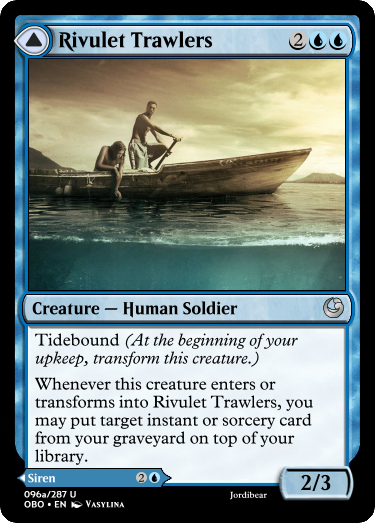 Rivulet Trawlers 2
Creature — Human Soldier
Tidebound (At the beginning of your
upkeep, transform this creature.)
Whenever this creature enters or
transforms into Rivulet Trawlers, you
may put target instant or sorcery card
from your graveyard on top of your
library.
Siren 2
2/3
096a/287 U
OBO • EN Vasylina
Jordibear